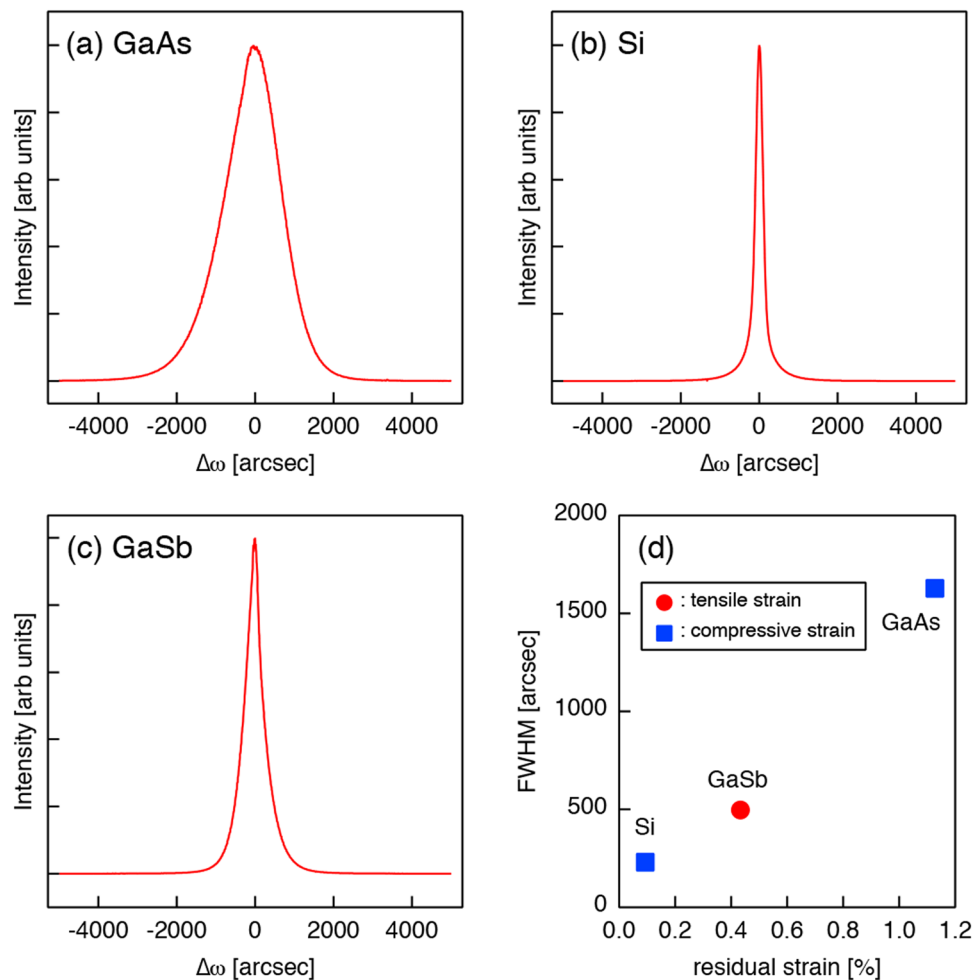 (a) GaAs
Intensity [arb units]
-4000 -2000 0 2000 4000
Δω [arcsec]
(b) Si
Intensity [arb units]
-4000 -2000 0 2000 4000
Δω [arcsec]
(c) GaSb
Intensity [arb units]
-4000 -2000 0 2000 4000
Δω [arcsec]
(d)
: tensile strain
: compressive strain
GaAs
GaSb
Si
FWHM [arcsec]
2000
1500
1000
500
0
0.0 0.2 0.4 0.6 0.8 1.0 1.2
residual strain [%]